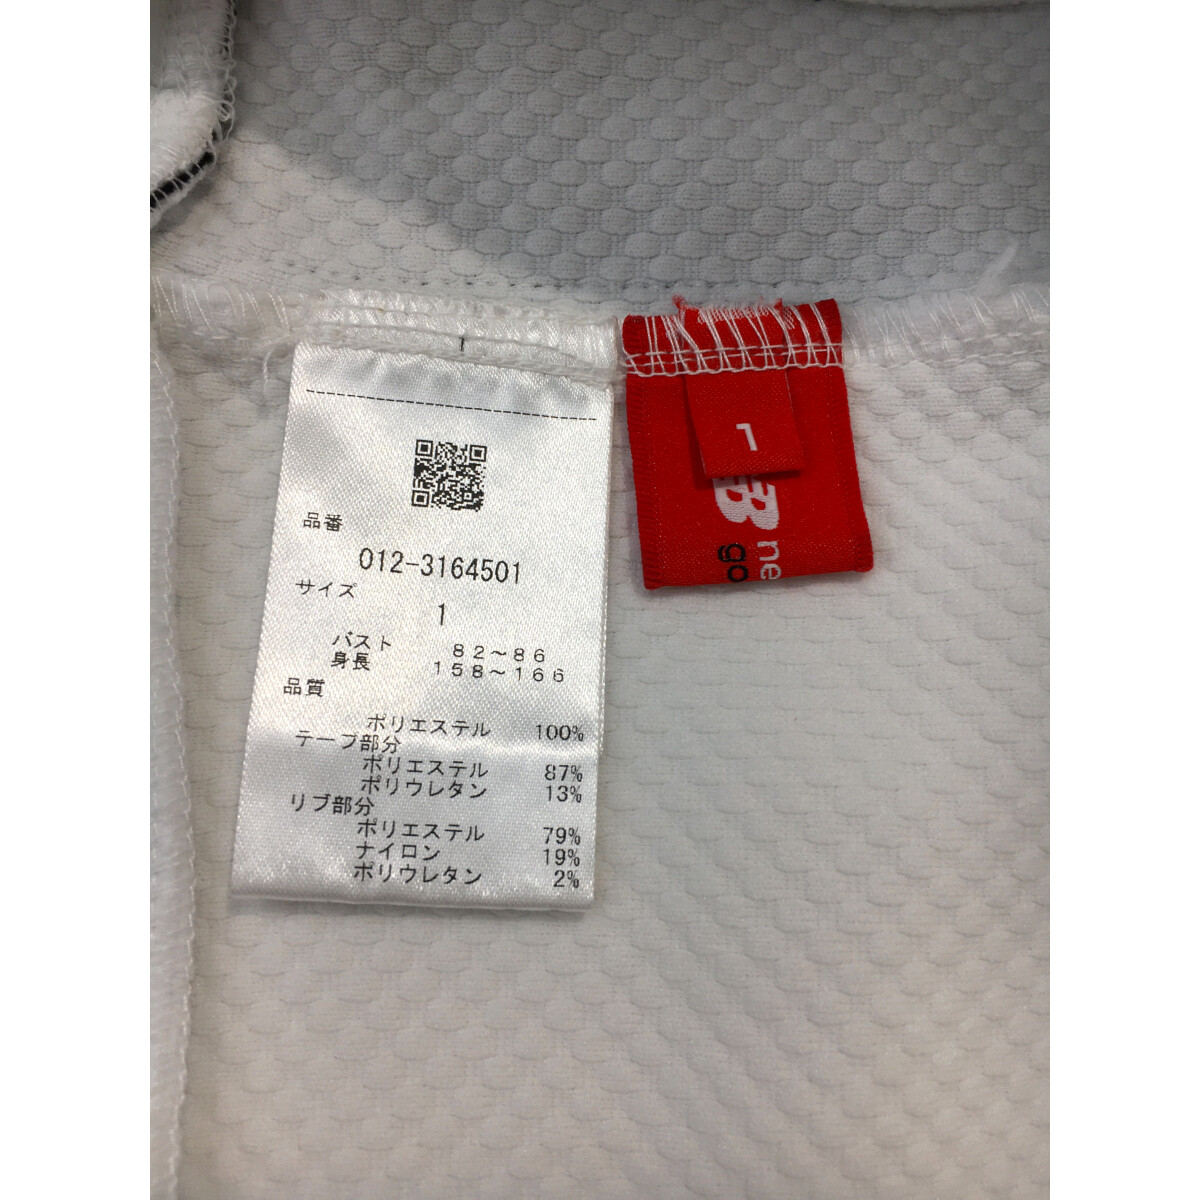 品番
012-3164501
サイズ
1
バスト 82～86
身長 158～166
品質
ポリエステル 100%
テープ部分
ポリエステル 87%
ポリウレタン 13%
リブ部分
ポリエステル 79%
ナイロン 19%
ポリウレタン 2%
1
ne
go